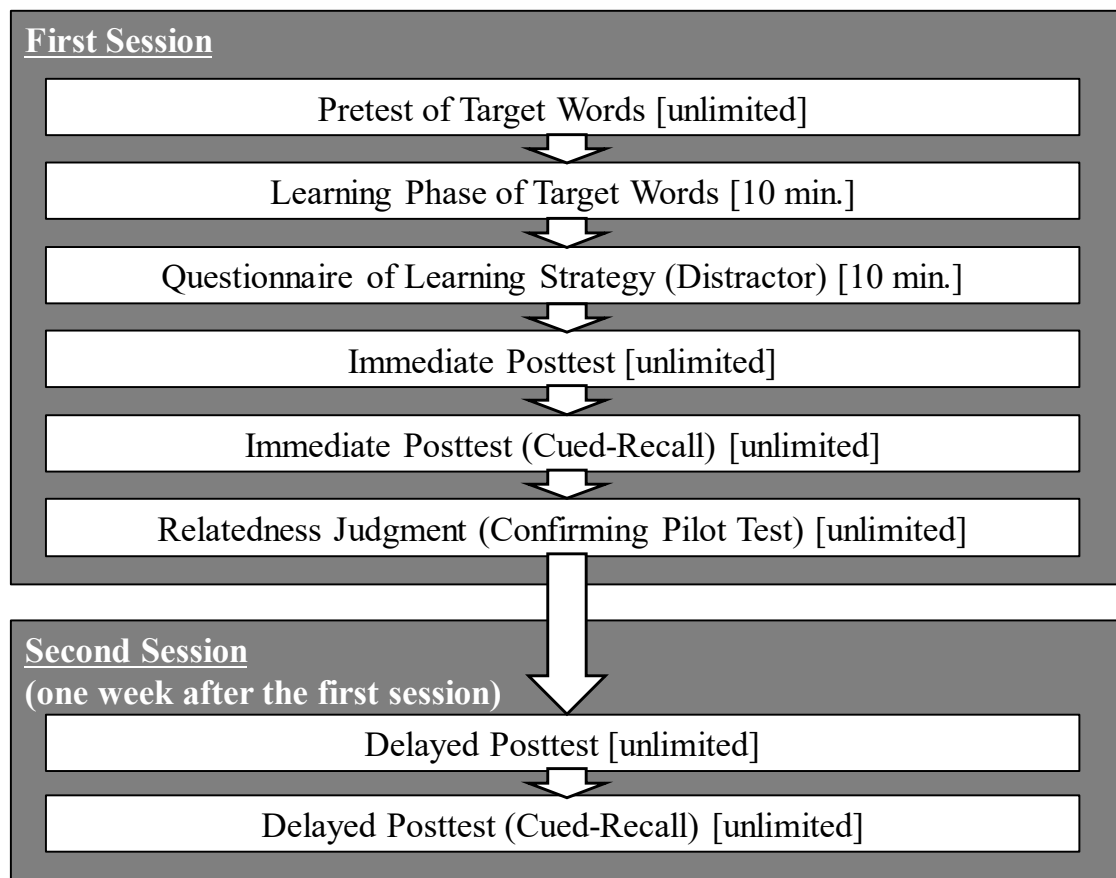 First Session
Pretest of Target Words [unlimited]
Learning Phase of Target Words [10 min.]
Questionnaire of Learning Strategy (Distractor) [10 min.]
Immediate Posttest [unlimited]
Immediate Posttest (Cued-Recall) [unlimited]
Relatedness Judgment (Confirming Pilot Test) [unlimited]
Second Session
(one week after the first session)
Delayed Posttest [unlimited]
Delayed Posttest (Cued-Recall) [unlimited]